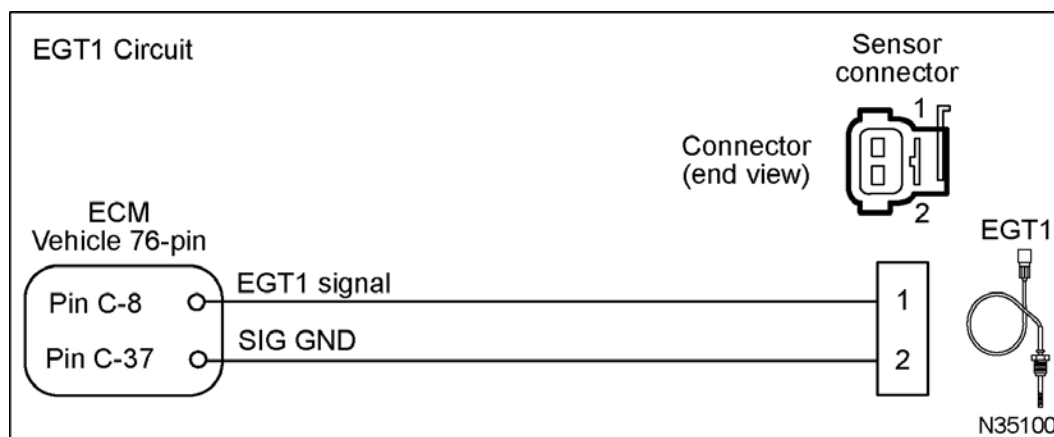 EGT1 Circuit
Sensor
connector
1
Connector
(end view)
2
ECM
Vehicle 76-pin
EGT1
EGT1 signal
Pin C-8
1
SIG GND
Pin C-37
2
N35100